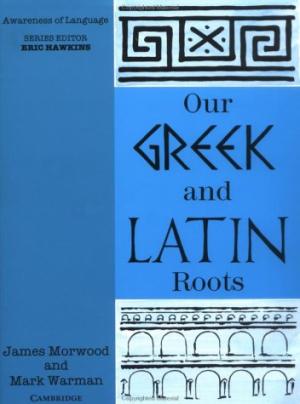 Awareness of Language
SERIES EDITOR
ERIC HAWKINS
Our
GREEK
and
LATIN
Roots
James Morwood
and
Mark Warman
CAMBRIDGE